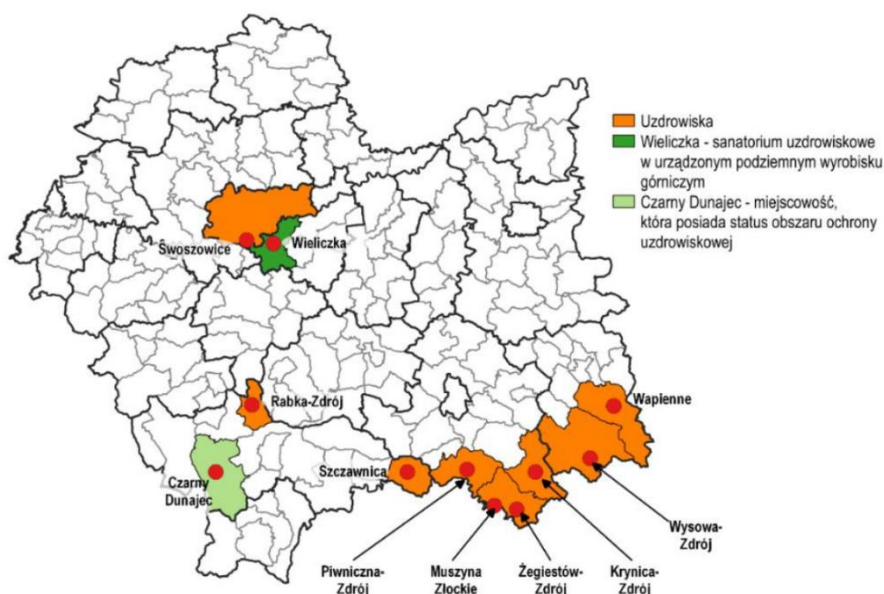 Uzdrowiska
Wieliczka - sanatorium uzdrowiskowe
w urządzonym podziemnym wyrobisku
górniczym
Czarny Dunajec - miejscowość,
która posiada status obszaru ochrony
uzdrowiskowej
Swoszowice
Wieliczka
Rabka-Zdrój
Wapienne
Szczawnica
Czarny
Dunajec
Wysowa-
Zdrój
Piwniczna-
Zdrój
Muszyna
Złockie
Żegiestów-
Zdrój
Krynica-
Zdrój